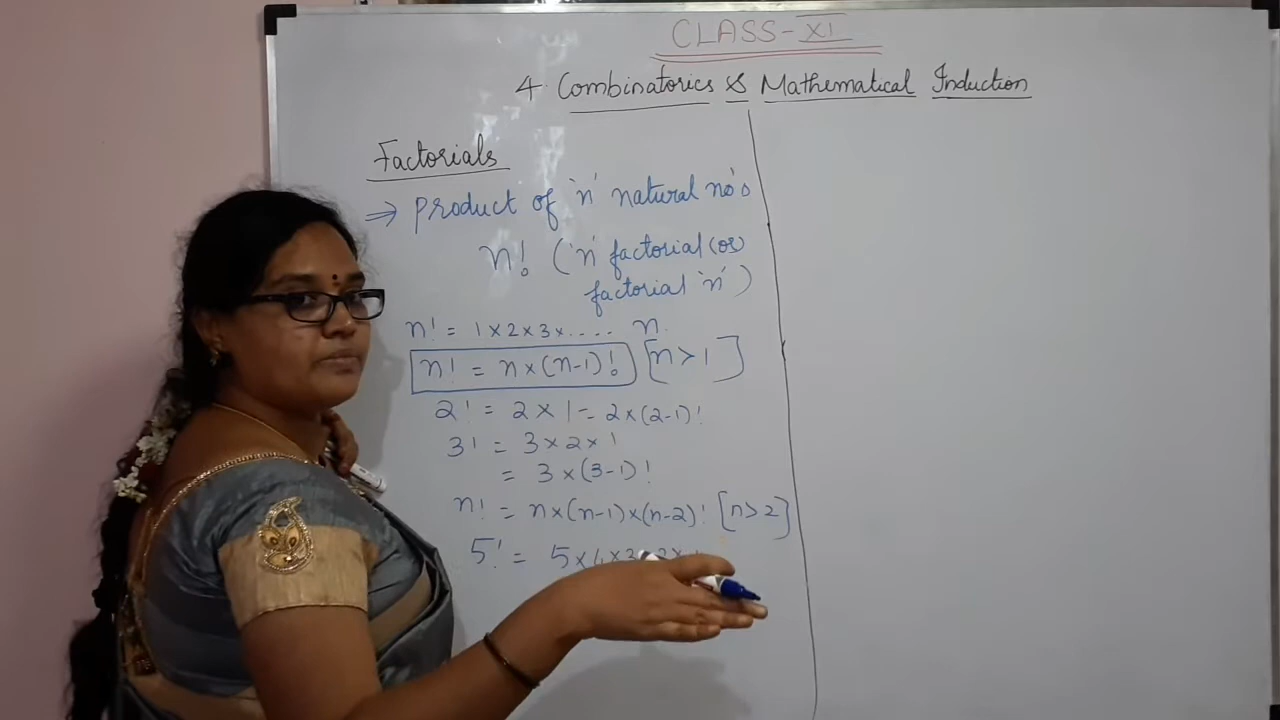 CLASS-XI
4. Combinatorics & Mathematical Induction
Factorials
⇒ product of 'n' natural no's
n! ('n' factorial (or)
factorial 'n')
n! = 1×2×3×.... n.
n! = n×(n-1)! [n>1]
2! = 2×1 = 2×(2-1)!
3! = 3×2×1
= 3×(3-1)!
n! = n×(n-1)×(n-2)! [n>2]
5! = 5×4×3×2×